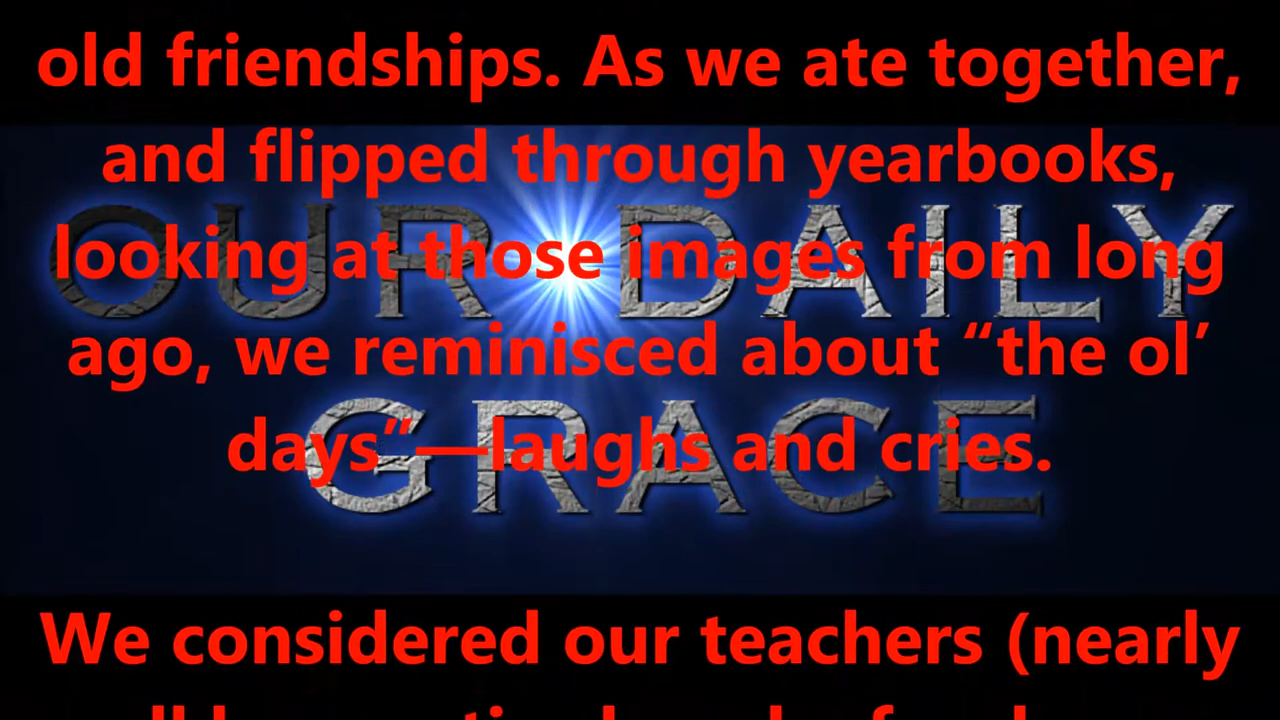 old friendships. As we ate together,
and flipped through yearbooks,
OUR DAILY
looking at those images from long
ago, we reminisced about “the ol’
GRACE
days”—laughs and cries.
We considered our teachers (nearly